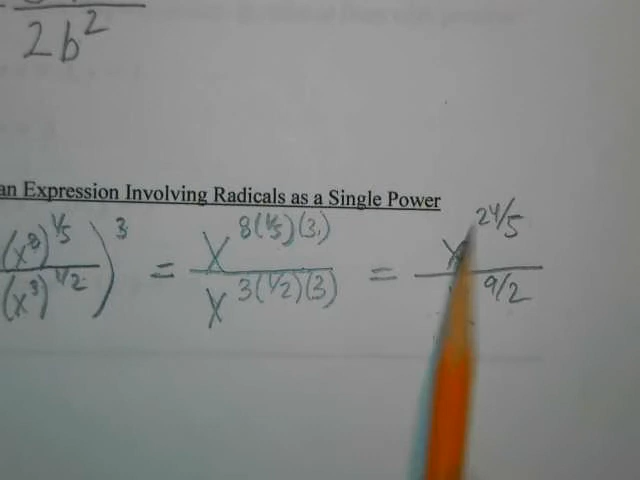 2b²
an Expression Involving Radicals as a Single Power
(x⁸)^1/5 / (x³)^1/2 )³ = x^8(1/5)(3) / x^3(1/2)(3) = x^24/5 / 9/2